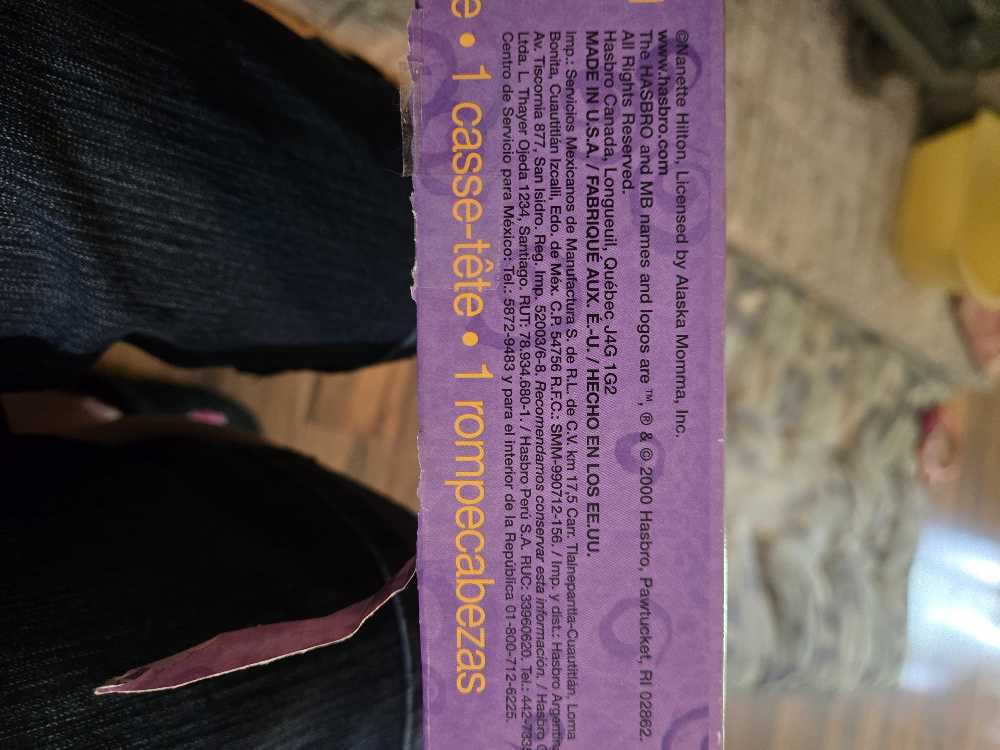 ©Nanette Hilton, Licensed by Alaska Momma, Inc.
www.hasbro.com
The HASBRO and MB names and logos are ™, ® & © 2000 Hasbro, Pawtucket, RI 02862.
All Rights Reserved.
Hasbro Canada, Longueuil, Québec J4G 1G2
MADE IN U.S.A. / FABRIQUÉ AUX. É.-U. / HECHO EN LOS EE.UU.
Imp.: Servicios Mexicanos de Manufactura S. de R.L. de C.V. km 17,5 Carr. Tlalnepantla-Cuautitlán, Loma
Bonita, Cuautitlán Izcalli, Edo. de Méx. C.P. 54756 R.F.C.: SMM-990712-156. / Imp. y dist.: Hasbro
Av. Tiscornia 877, San Isidro. Reg. Imp. 52003/6-8. Recomendamos conservar esta información. / Hasbro
Ltda. L. Thayer Ojeda 1234, Santiago. RUT: 78.934.680-1. / Hasbro Perú S.A. RUC: 33960620. Tel.:
Centro de Servicio para México: Tel.: 5872-9483 y para el interior de la República 01-800-712-6225.
e • 1 casse-tête • 1 rompecabezas